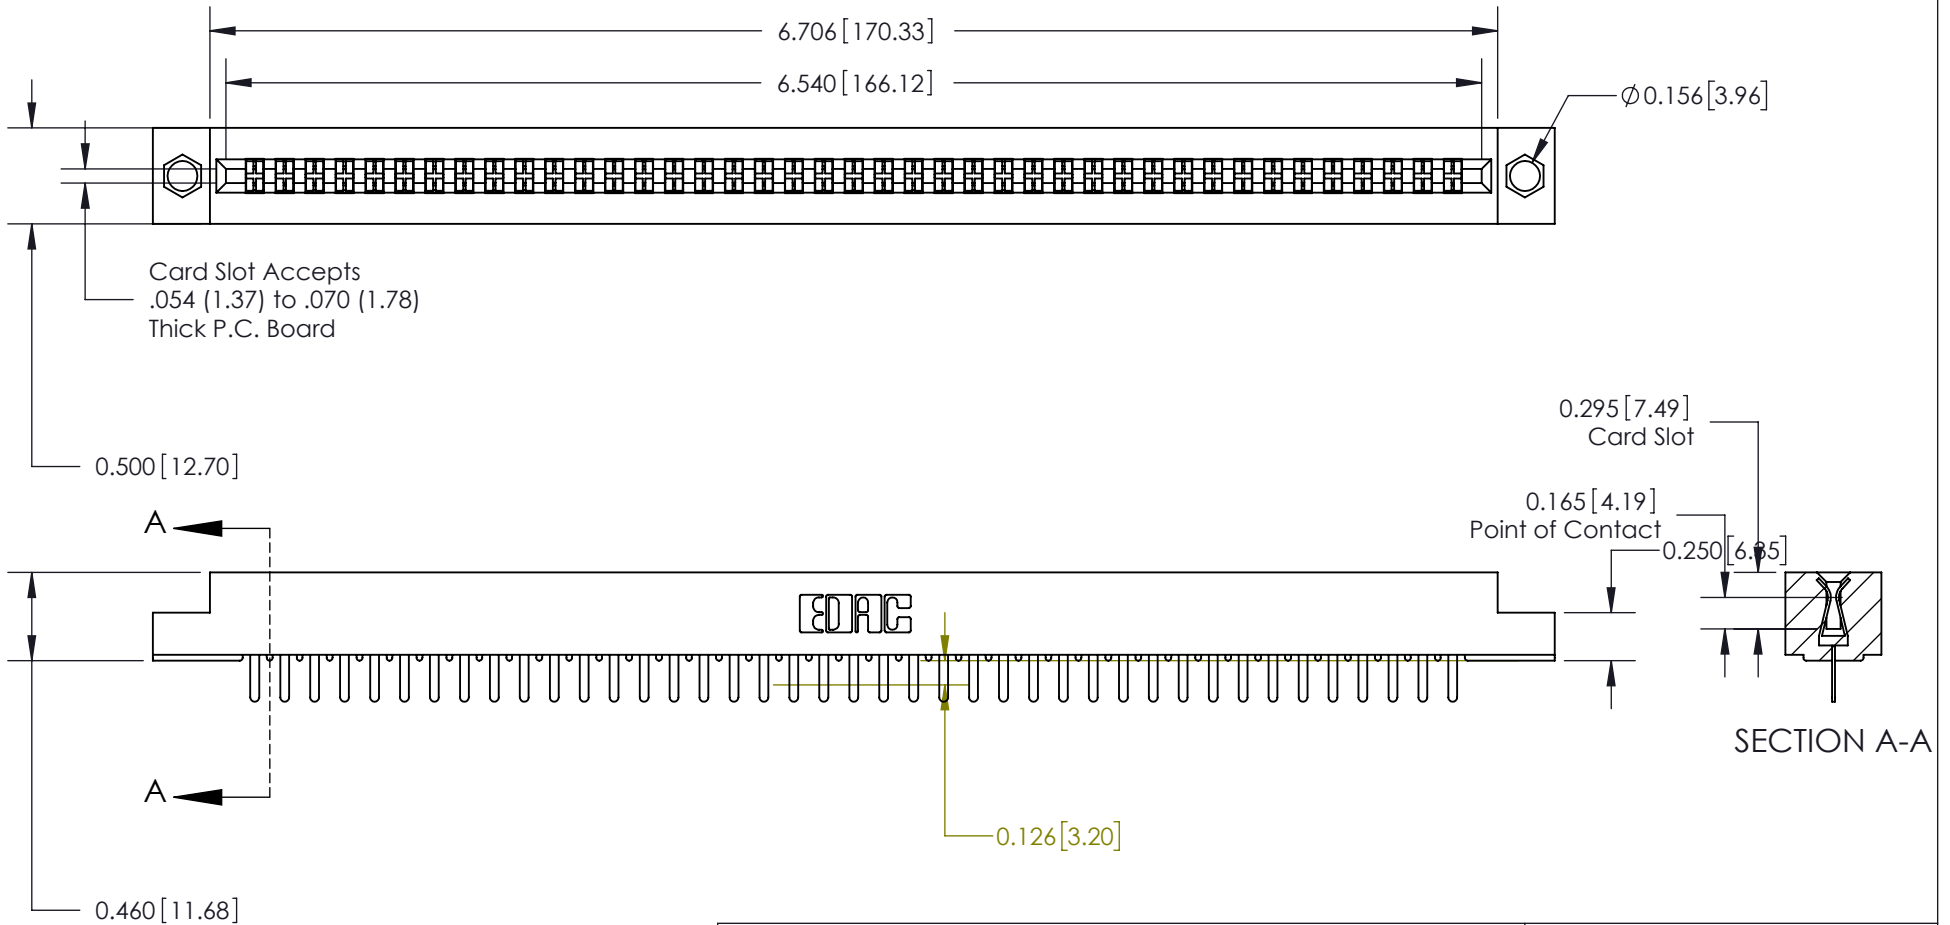 6.706[170.33]
6.540[166.12]
Ø0.156[3.96]
Card Slot Accepts
.054 (1.37) to .070 (1.78)
Thick P.C. Board
0.500[12.70]
0.295[7.49]
Card Slot
0.165[4.19]
Point of Contact
0.250[6.35]
A
EDAC
A
SECTION A-A
0.126[3.20]
0.460[11.68]